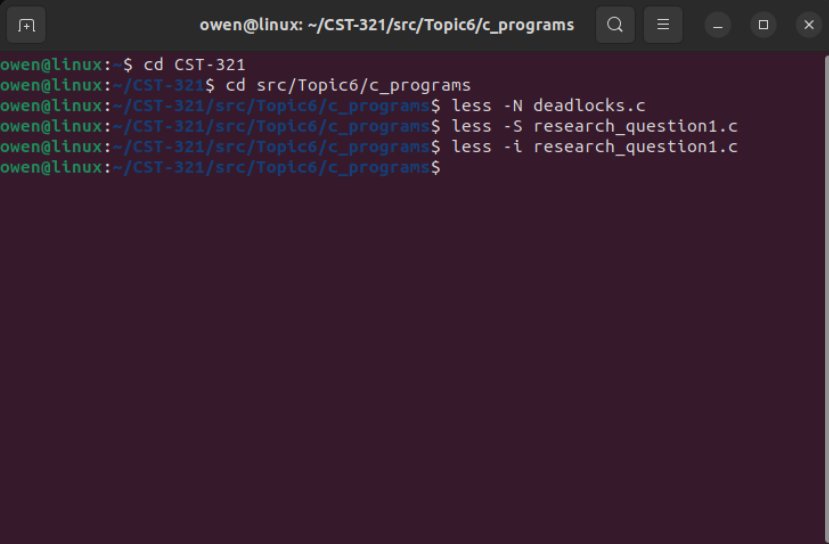 owen@linux: ~/CST-321/src/Topic6/c_programs
owen@linux:~$ cd CST-321
owen@linux:~/CST-321$ cd src/Topic6/c_programs
owen@linux:~/CST-321/src/Topic6/c_programs$ less -N deadlocks.c
owen@linux:~/CST-321/src/Topic6/c_programs$ less -S research_question1.c
owen@linux:~/CST-321/src/Topic6/c_programs$ less -i research_question1.c
owen@linux:~/CST-321/src/Topic6/c_programs$